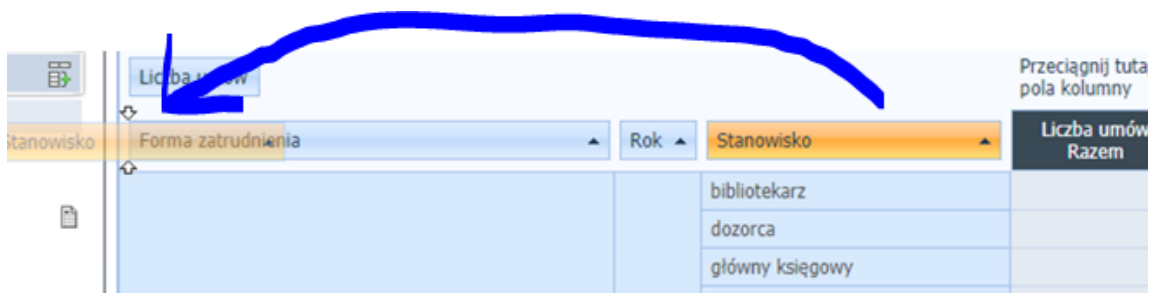 Liczba umów
Przeciągnij tuta
pola kolumny
Stanowisko
Forma zatrudnienia
Rok
Stanowisko
Liczba umów
Razem
bibliotekarz
dozorca
główny księgowy